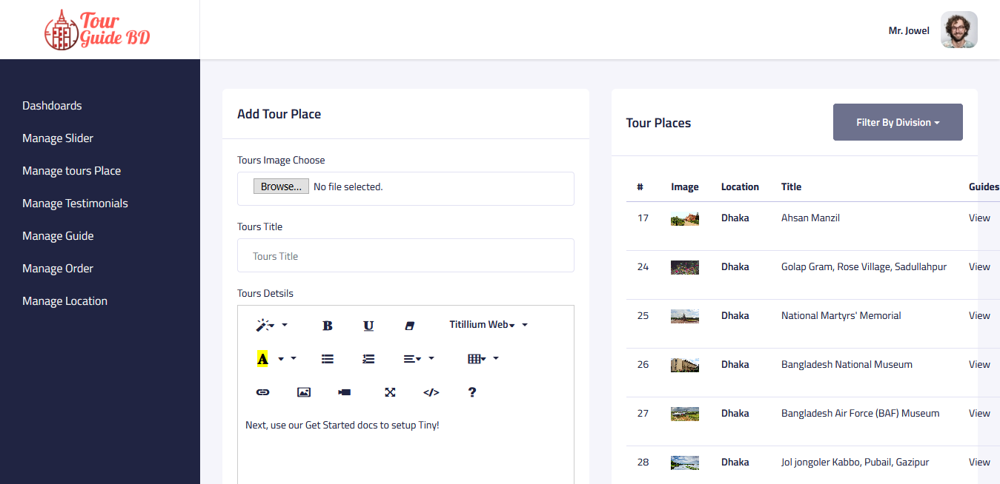 Tour
Guide BD
Mr. Jowel
Dashdoards
Manage Slider
Manage tours Place
Manage Testimonials
Manage Guide
Manage Order
Manage Location
Add Tour Place
Tours Image Choose
Browse... No file selected.
Tours Title
Tours Title
Tours Detsils
B U Titillium Web
A
</> ?
Next, use our Get Started docs to setup Tiny!
Tour Places
Filter By Division
# Image Location Title Guides
17 Dhaka Ahsan Manzil View
24 Dhaka Golap Gram, Rose Village, Sadullahpur View
25 Dhaka National Martyrs' Memorial View
26 Dhaka Bangladesh National Museum View
27 Dhaka Bangladesh Air Force (BAF) Museum View
28 Dhaka Jol jongoler Kabbo, Pubail, Gazipur View